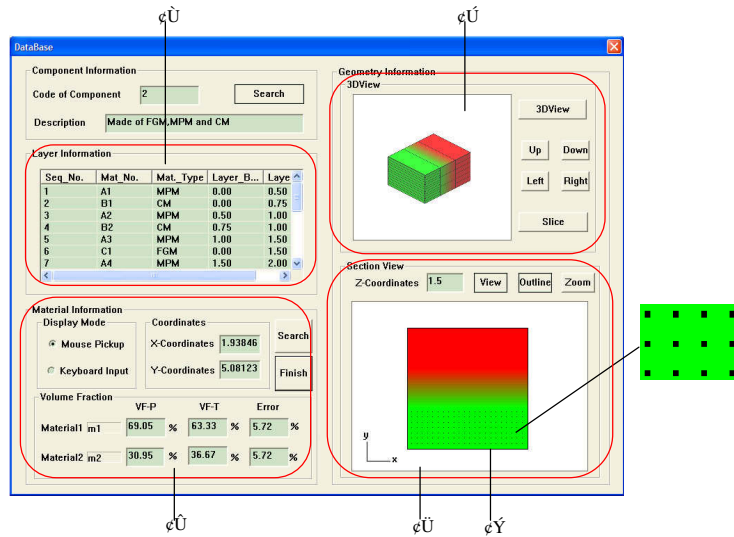 ¢Ù
¢Ú
DataBase
Component Information
Code of Component 2 Search
Description Made of FGM,MPM and CM
Layer Information
Seq_No. Mat_No. Mat._Type Layer_B... Laye
1 A1 MPM 0.00 0.50
2 B1 CM 0.00 0.75
3 A2 MPM 0.50 1.00
4 B2 CM 0.75 1.00
5 A3 MPM 1.00 1.50
6 C1 FGM 0.00 1.50
7 A4 MPM 1.50 2.00
Material Information
Display Mode
Mouse Pickup
Keyboard Input
Coordinates
X-Coordinates 1.93846
Y-Coordinates 5.08123
Search
Finish
Volume Fraction
VF-P VF-T Error
Material1 m1 69.05 % 63.33 % 5.72 %
Material2 m2 30.95 % 36.67 % 5.72 %
Geometry Information
3DView
3DView
Up Down
Left Right
Slice
Section View
Z-Coordinates 1.5 View Outline Zoom
y
x
¢Û
¢Ü
¢Ý